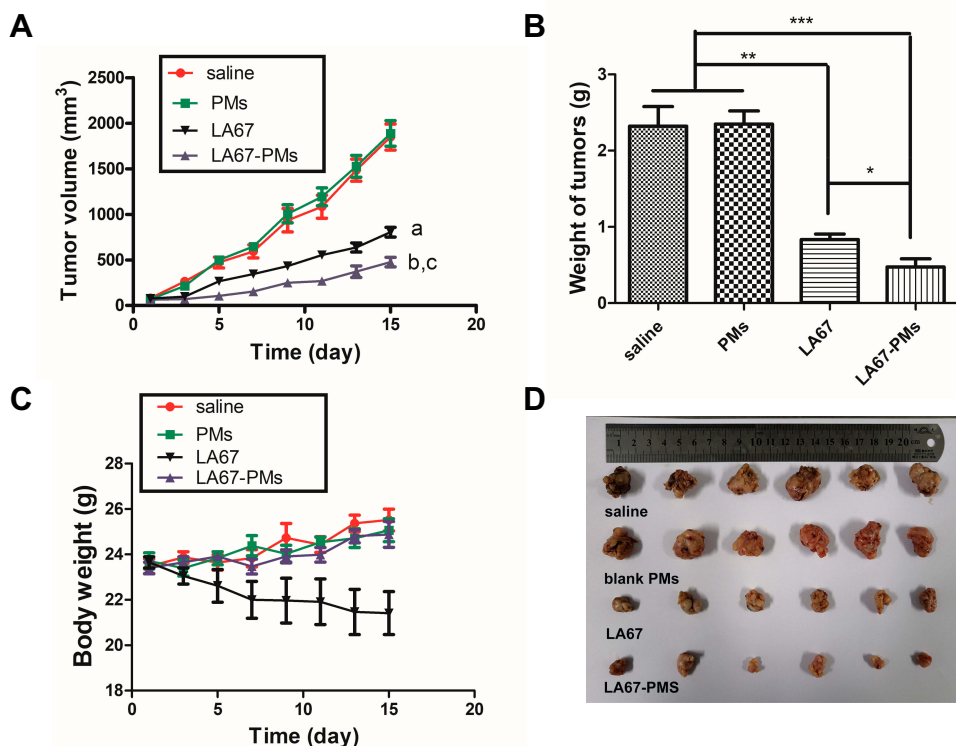 A
saline
PMs
LA67
LA67-PMs
Tumor volume (mm³)
2500
2000
1500
1000
500
0
a
b,c
0 5 10 15 20
Time (day)
B
***
**
*
Weight of tumors (g)
3
2
1
0
saline PMs LA67 LA67-PMs
C
saline
PMs
LA67
LA67-PMs
Body weight (g)
28
26
24
22
20
18
0 5 10 15 20
Time (day)
D
1 2 3 4 5 6 7 8 9 10 11 12 13 14 15 16 17 18 19 20 cm
saline
blank PMs
LA67
LA67-PMS